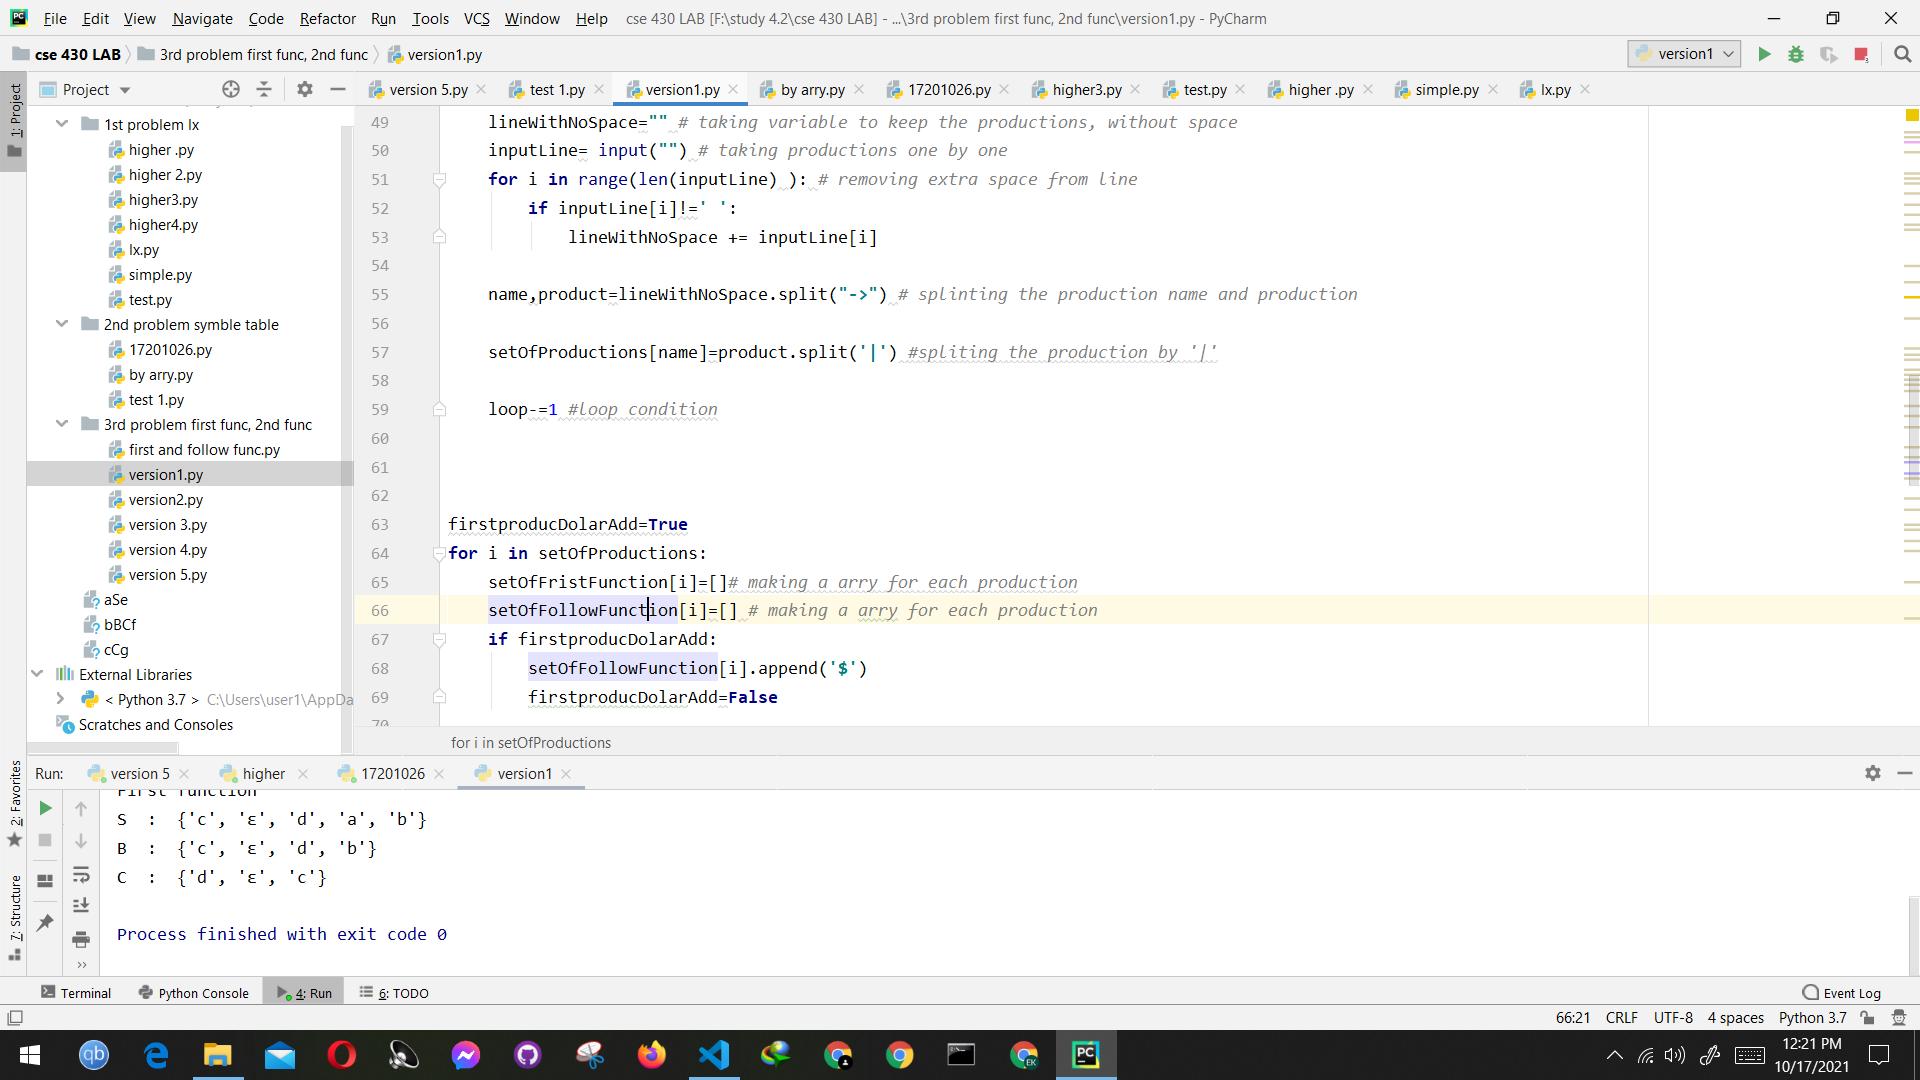 File Edit View Navigate Code Refactor Run Tools VCS Window Help cse 430 LAB [F:\study 4.2\cse 430 LAB] - ...\3rd problem first func, 2nd func\version1.py - PyCharm
cse 430 LAB 3rd problem first func, 2nd func version1.py version1
1: Project
Project version 5.py test 1.py version1.py by arry.py 17201026.py higher3.py test.py higher .py simple.py lx.py
1st problem lx
higher .py
higher 2.py
higher3.py
higher4.py
lx.py
simple.py
test.py
2nd problem symble table
17201026.py
by arry.py
test 1.py
3rd problem first func, 2nd func
first and follow func.py
version1.py
version2.py
version 3.py
version 4.py
version 5.py
aSe
bBCf
cCg
External Libraries
< Python 3.7 > C:\Users\user1\AppDa
Scratches and Consoles
49 lineWithNoSpace="" # taking variable to keep the productions, without space
50 inputLine= input("") # taking productions one by one
51 for i in range(len(inputLine) ): # removing extra space from line
52 if inputLine[i]!=' ':
53 lineWithNoSpace += inputLine[i]
54
55 name,product=lineWithNoSpace.split("->") # splinting the production name and production
56
57 setOfProductions[name]=product.split('|') #spliting the production by '|'
58
59 loop-=1 #loop condition
60
61
62
63 firstproducDolarAdd=True
64 for i in setOfProductions:
65 setOfFristFunction[i]=[]# making a arry for each production
66 setOfFollowFunction[i]=[] # making a arry for each production
67 if firstproducDolarAdd:
68 setOfFollowFunction[i].append('$')
69 firstproducDolarAdd=False
70
for i in setOfProductions
2: Favorites
7: Structure
Run: version 5 higher 17201026 version1
First function
S : {'c', 'ε', 'd', 'a', 'b'}
B : {'c', 'ε', 'd', 'b'}
C : {'d', 'ε', 'c'}
Process finished with exit code 0
Terminal Python Console 4: Run 6: TODO Event Log
66:21 CRLF UTF-8 4 spaces Python 3.7
12:21 PM
10/17/2021